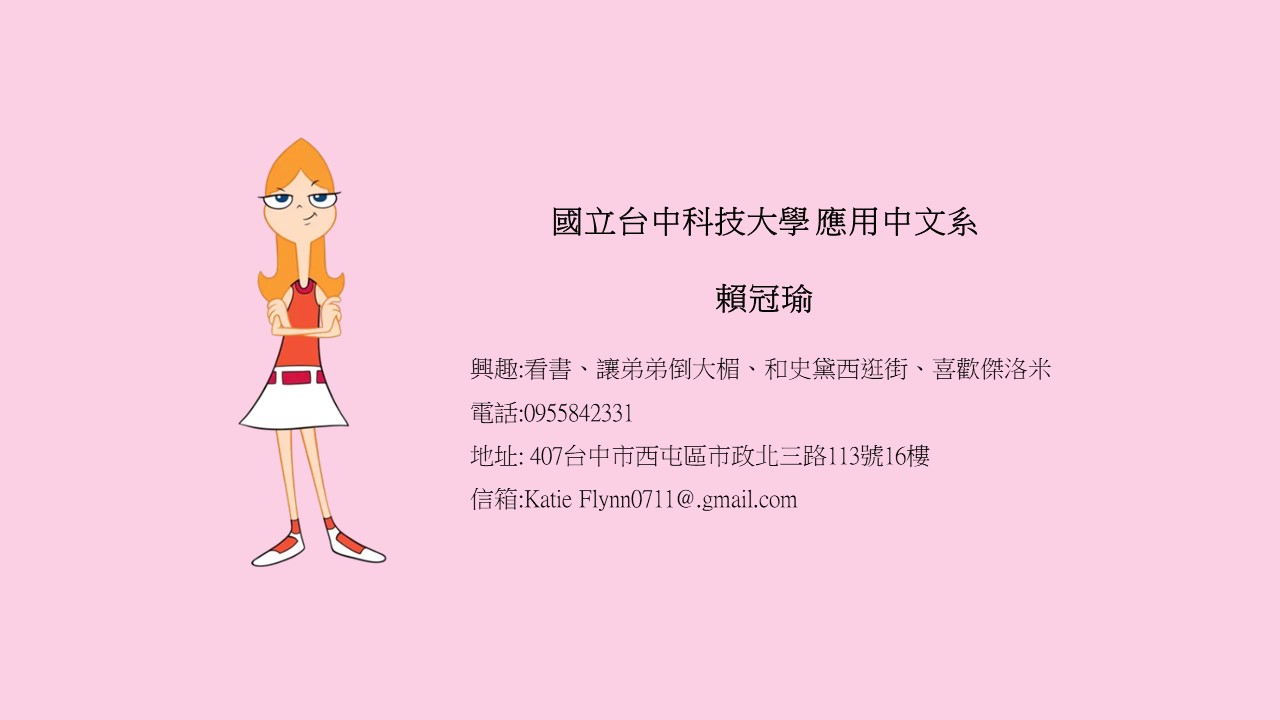 國立台中科技大學 應用中文系
賴冠瑜
興趣:看書、讓弟弟倒大楣、和史黛西逛街、喜歡傑洛米
電話:0955842331
地址: 407台中市西屯區市政北三路113號16樓
信箱:Katie Flynn0711@.gmail.com